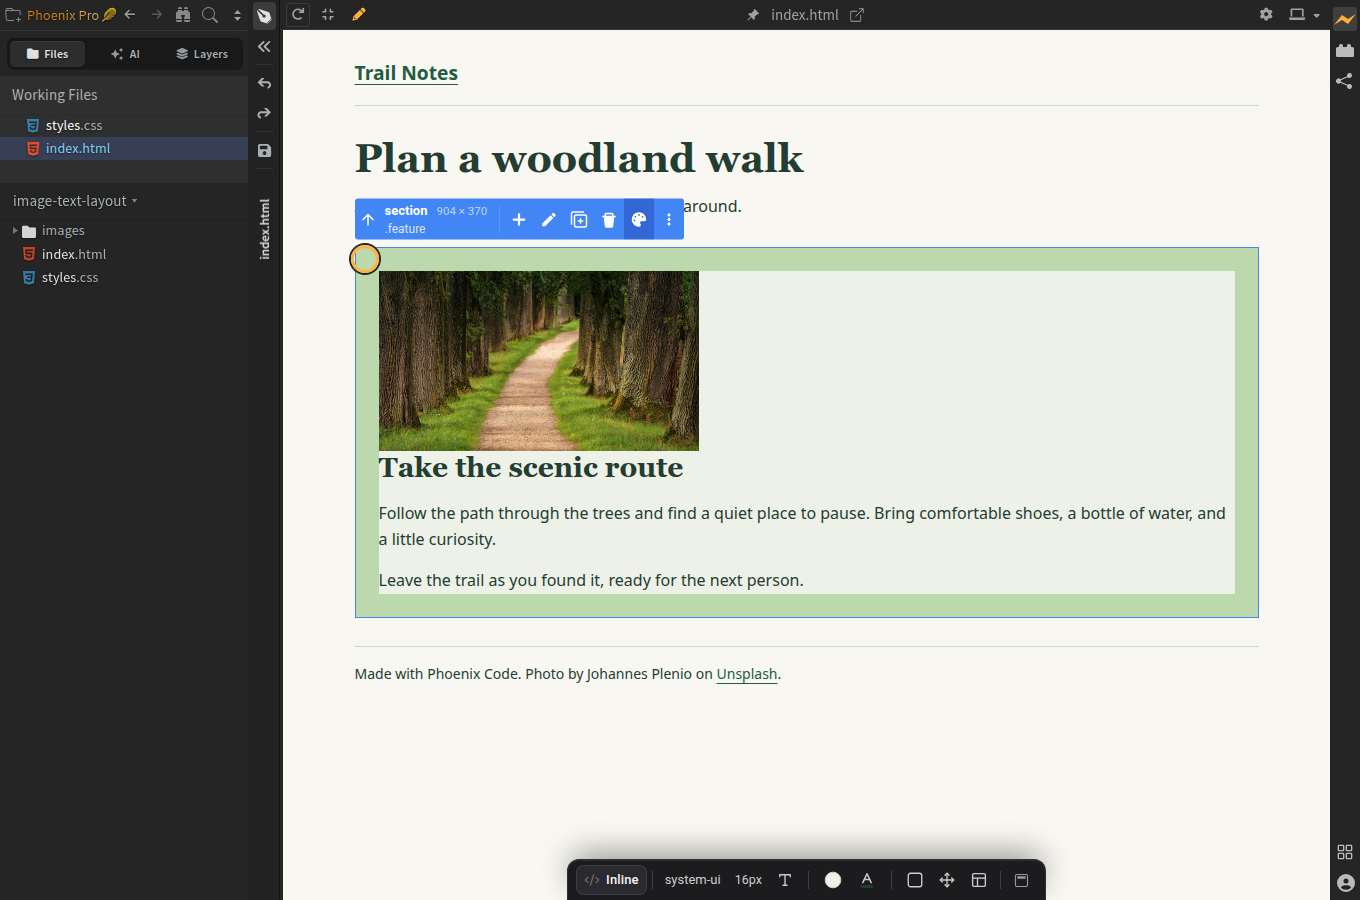 Phoenix Pro
index.html
Files
AI
Layers
Working Files
styles.css
index.html
image-text-layout
images
index.html
styles.css
index.html
Trail Notes
Plan a woodland walk
around.
section 904 × 370
.feature
Take the scenic route
Follow the path through the trees and find a quiet place to pause. Bring comfortable shoes, a bottle of water, and
a little curiosity.
Leave the trail as you found it, ready for the next person.
Made with Phoenix Code. Photo by Johannes Plenio on Unsplash.
</> Inline
system-ui
16px